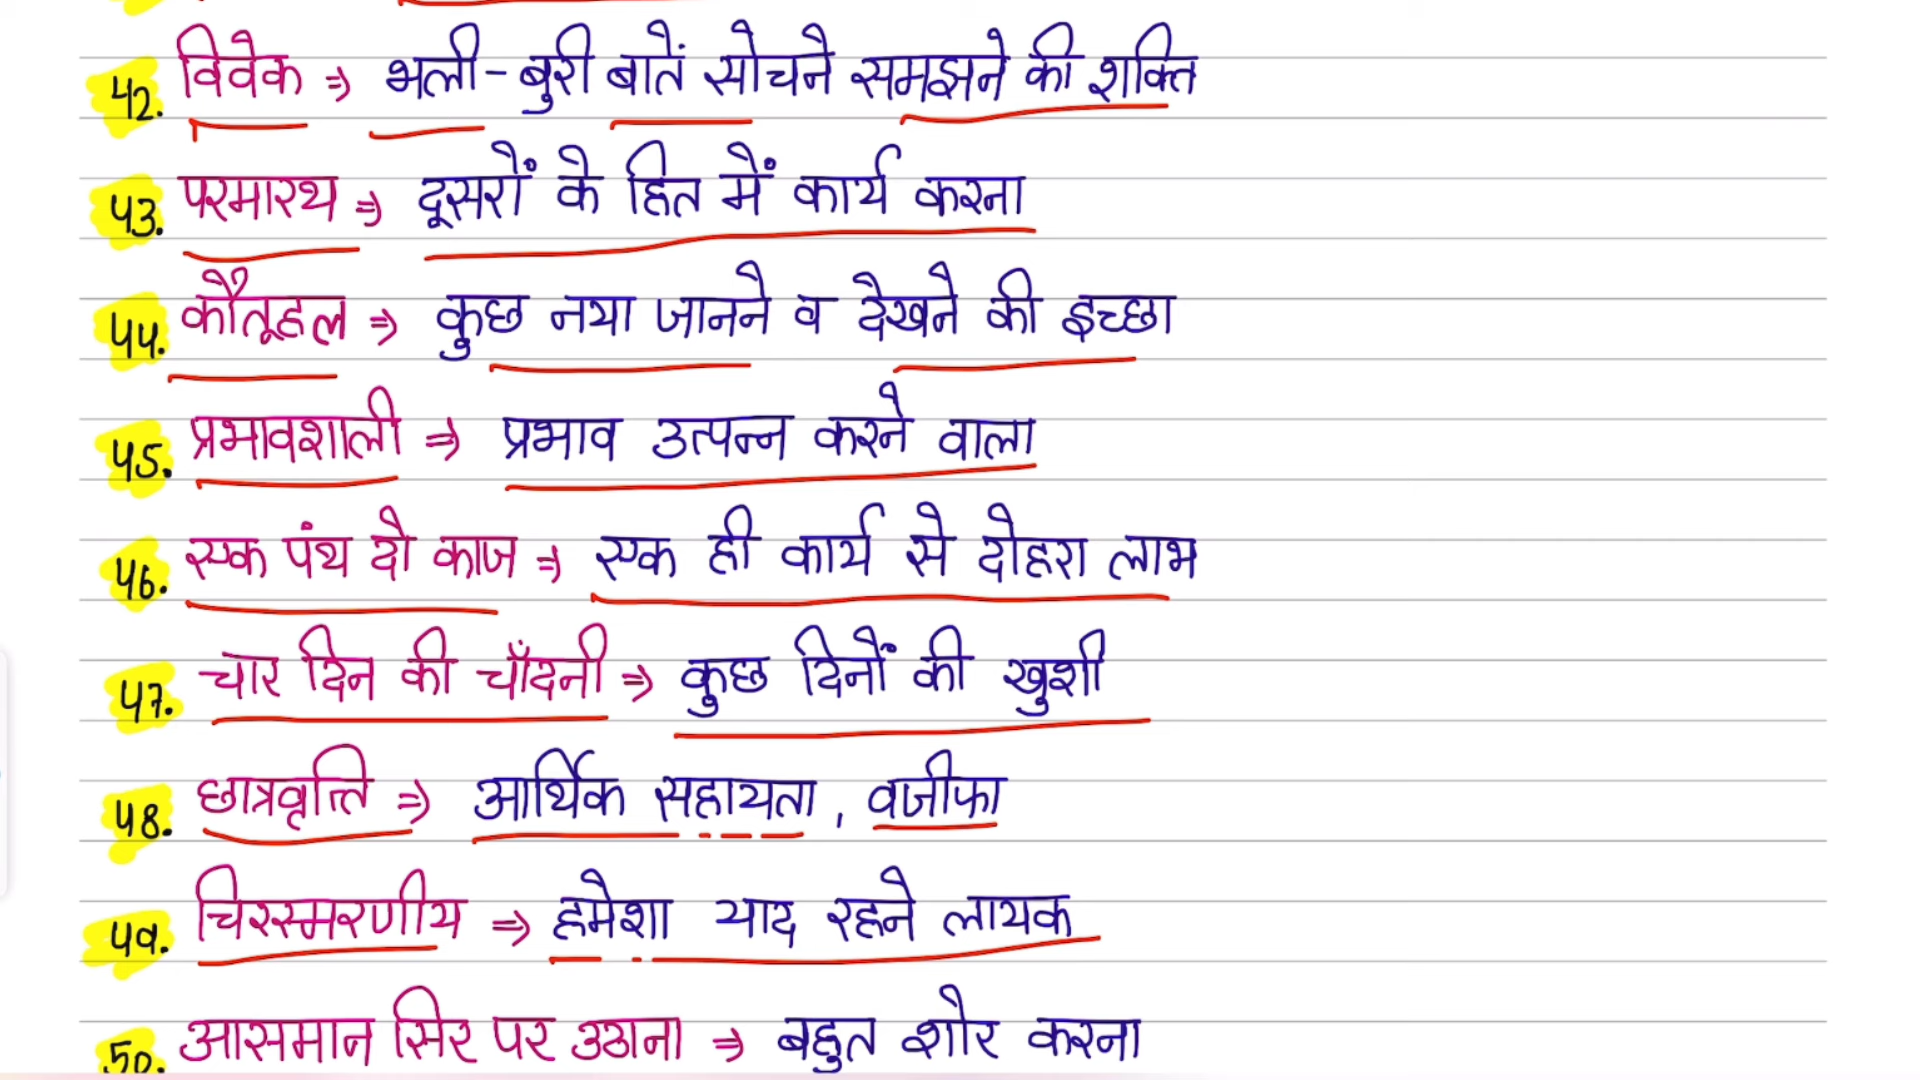 42. विवेक ⇒ भली-बुरी बातें सोचने समझने की शक्ति
43. परमारथ ⇒ दूसरों के हित में कार्य करना
44. कौतूहल ⇒ कुछ नया जानने व देखने की इच्छा
45. प्रभावशाली ⇒ प्रभाव उत्पन्न करने वाला
46. एक पंथ दो काज ⇒ एक ही कार्य से दोहरा लाभ
47. चार दिन की चाँदनी ⇒ कुछ दिनों की खुशी
48. छात्रवृत्ति ⇒ आर्थिक सहायता, वजीफा
49. चिरस्मरणीय ⇒ हमेशा याद रहने लायक
50. आसमान सिर पर उठाना ⇒ बहुत शोर करना